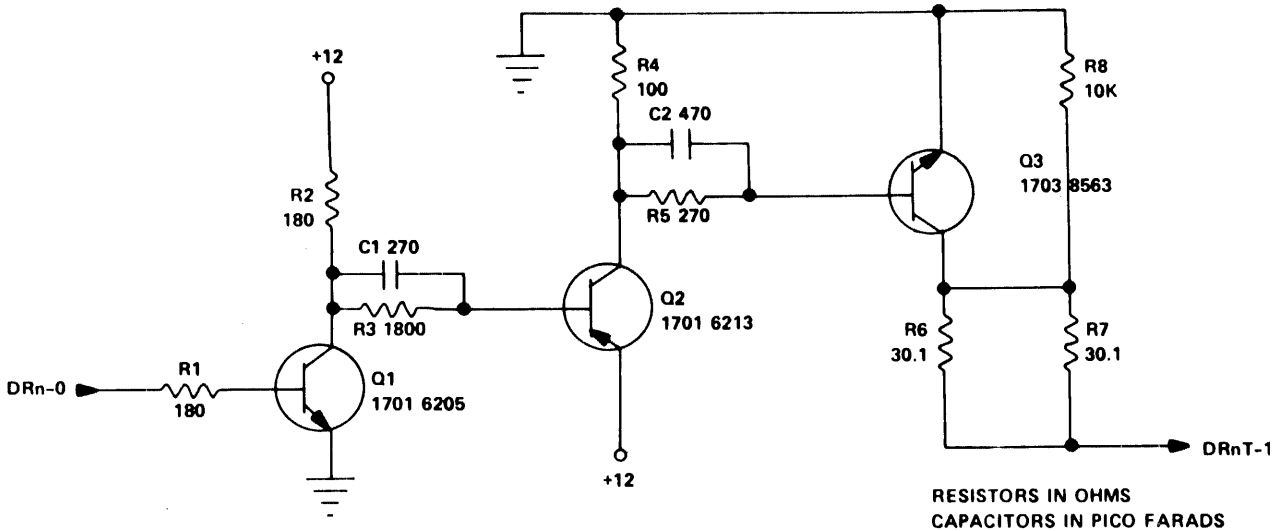 +12
R4
100
R8
10K
C2 470
R2
180
R5 270
Q3
1703 8563
C1 270
R3 1800
Q2
1701 6213
R6
30.1
R7
30.1
DRn-0
R1
180
Q1
1701 6205
+12
DRnT-1
RESISTORS IN OHMS
CAPACITORS IN PICO FARADS